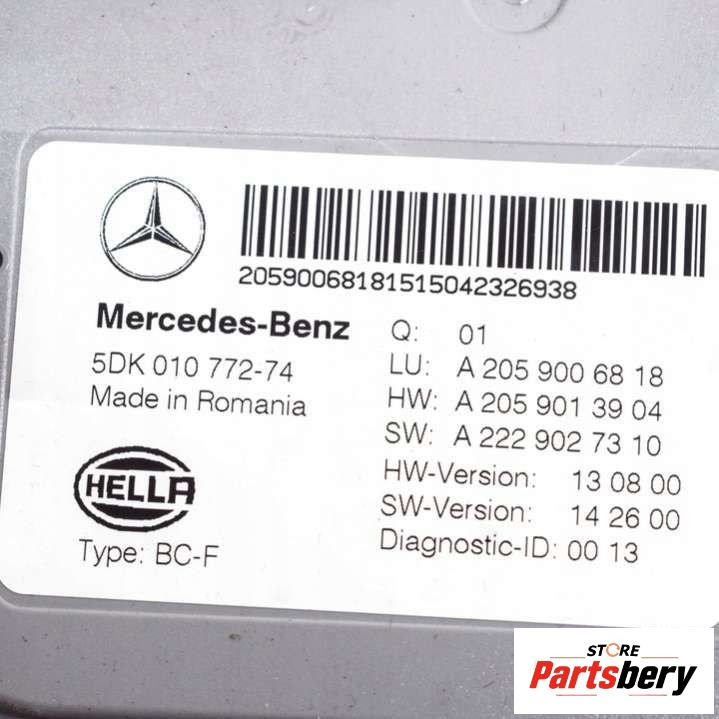 20590068181515042326938
Mercedes-Benz
5DK 010 772-74
Made in Romania
HELLA
Type: BC-F
Q: 01
LU: A 205 900 68 18
HW: A 205 901 39 04
SW: A 222 902 73 10
HW-Version: 13 08 00
SW-Version: 14 26 00
Diagnostic-ID: 00 13
STORE
Partsbery